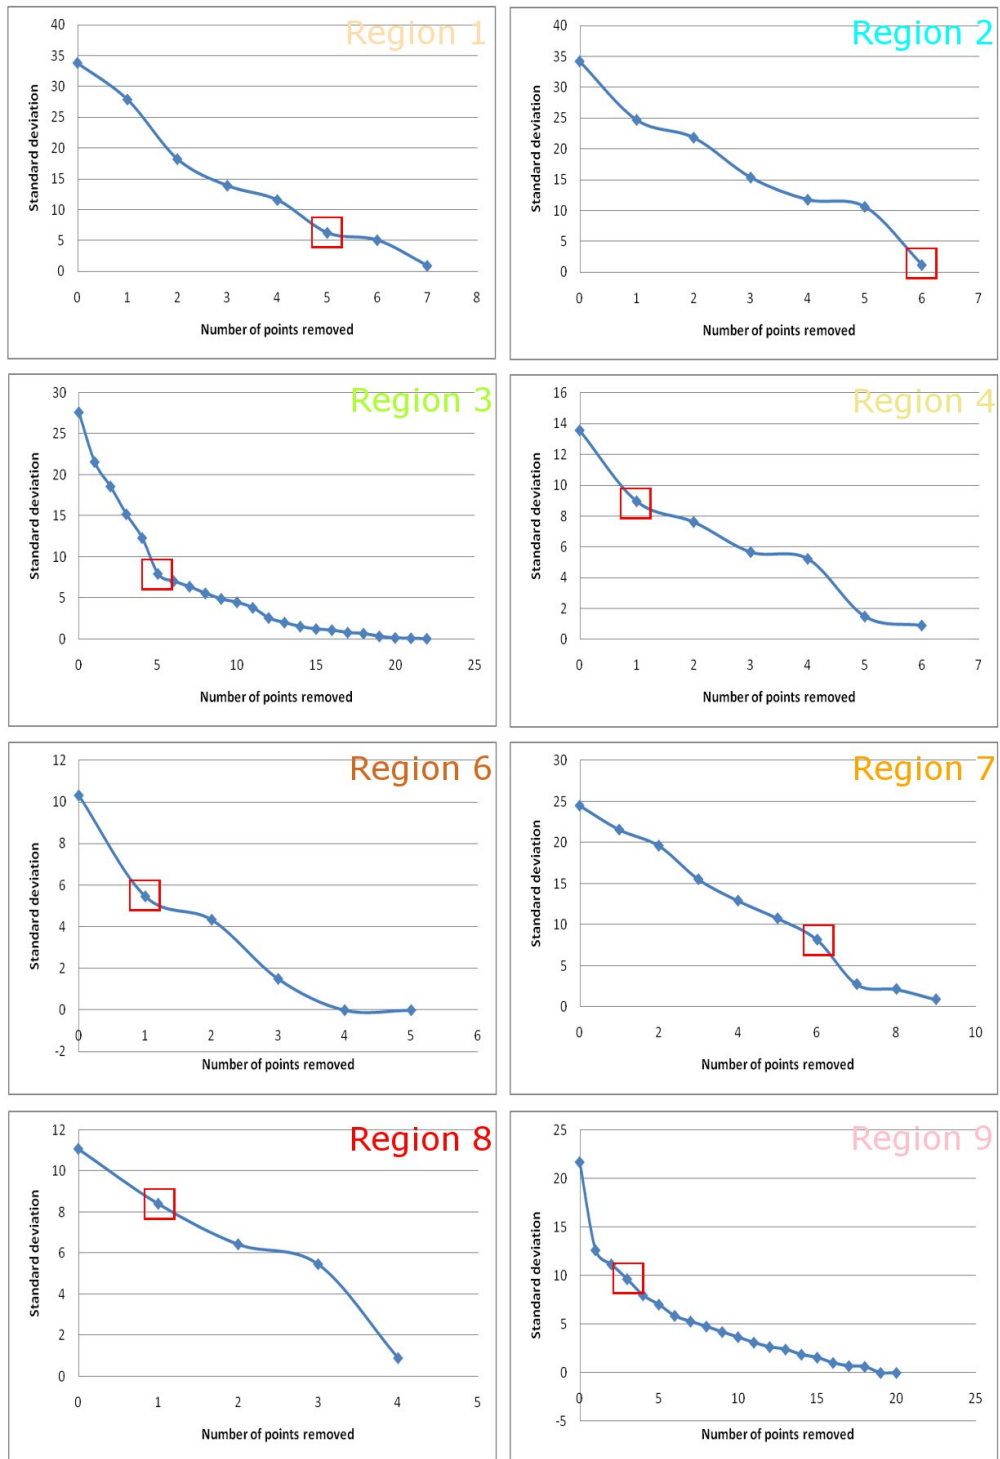 Region 1
40
35
30
25
20
15
10
5
0
Standard deviation
0 1 2 3 4 5 6 7 8
Number of points removed
Region 2
40
35
30
25
20
15
10
5
0
Standard deviation
0 1 2 3 4 5 6 7
Number of points removed
Region 3
30
25
20
15
10
5
0
Standard deviation
0 5 10 15 20 25
Number of points removed
Region 4
16
14
12
10
8
6
4
2
0
Standard deviation
0 1 2 3 4 5 6 7
Number of points removed
Region 6
12
10
8
6
4
2
0
-2
Standard deviation
0 1 2 3 4 5 6
Number of points removed
Region 7
30
25
20
15
10
5
0
Standard deviation
0 2 4 6 8 10
Number of points removed
Region 8
12
10
8
6
4
2
0
Standard deviation
0 1 2 3 4 5
Number of points removed
Region 9
25
20
15
10
5
0
-5
Standard deviation
0 5 10 15 20 25
Number of points removed